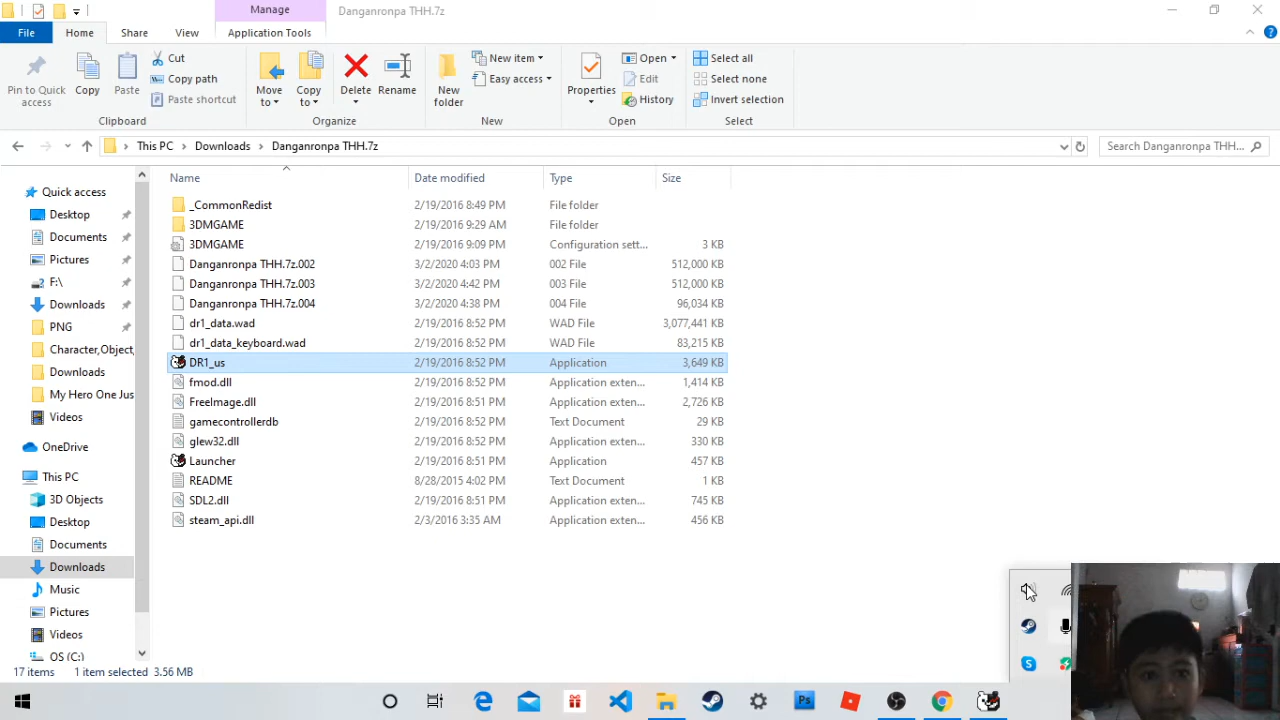 Manage
Danganronpa THH.7z
File
Home
Share
View
Application Tools
Pin to Quick access
Copy
Paste
Cut
Copy path
Paste shortcut
Clipboard
Move to
Copy to
Delete
Rename
Organize
New folder
New item
Easy access
New
Properties
Open
Edit
History
Open
Select all
Select none
Invert selection
Select
This PC > Downloads > Danganronpa THH.7z
Search Danganronpa THH...
Name Date modified Type Size
_CommonRedist 2/19/2016 8:49 PM File folder
3DMGAME 2/19/2016 9:29 AM File folder
3DMGAME 2/19/2016 9:09 PM Configuration sett... 3 KB
Danganronpa THH.7z.002 3/2/2020 4:03 PM 002 File 512,000 KB
Danganronpa THH.7z.003 3/2/2020 4:42 PM 003 File 512,000 KB
Danganronpa THH.7z.004 3/2/2020 4:38 PM 004 File 96,034 KB
dr1_data.wad 2/19/2016 8:52 PM WAD File 3,077,441 KB
dr1_data_keyboard.wad 2/19/2016 8:52 PM WAD File 83,215 KB
DR1_us 2/19/2016 8:52 PM Application 3,649 KB
fmod.dll 2/19/2016 8:52 PM Application exten... 1,414 KB
FreeImage.dll 2/19/2016 8:51 PM Application exten... 2,726 KB
gamecontrollerdb 2/19/2016 8:52 PM Text Document 29 KB
glew32.dll 2/19/2016 8:52 PM Application exten... 330 KB
Launcher 2/19/2016 8:51 PM Application 457 KB
README 8/28/2015 4:02 PM Text Document 1 KB
SDL2.dll 2/19/2016 8:51 PM Application exten... 745 KB
steam_api.dll 2/3/2016 3:35 AM Application exten... 456 KB
Quick access
Desktop
Documents
Pictures
F:\
Downloads
PNG
Character,Object,
Downloads
My Hero One Jus
Videos
OneDrive
This PC
3D Objects
Desktop
Documents
Downloads
Music
Pictures
Videos
OS (C:)
17 items 1 item selected 3.56 MB
Ps